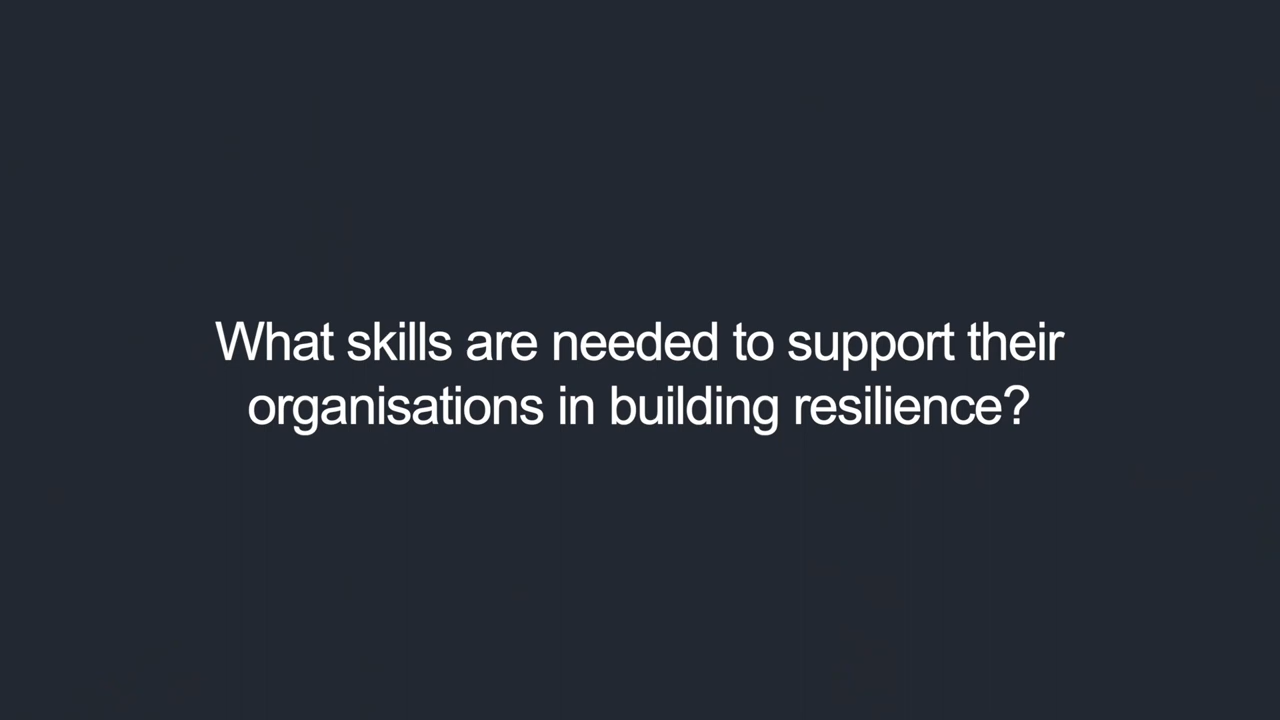 What skills are needed to support their
organisations in building resilience?